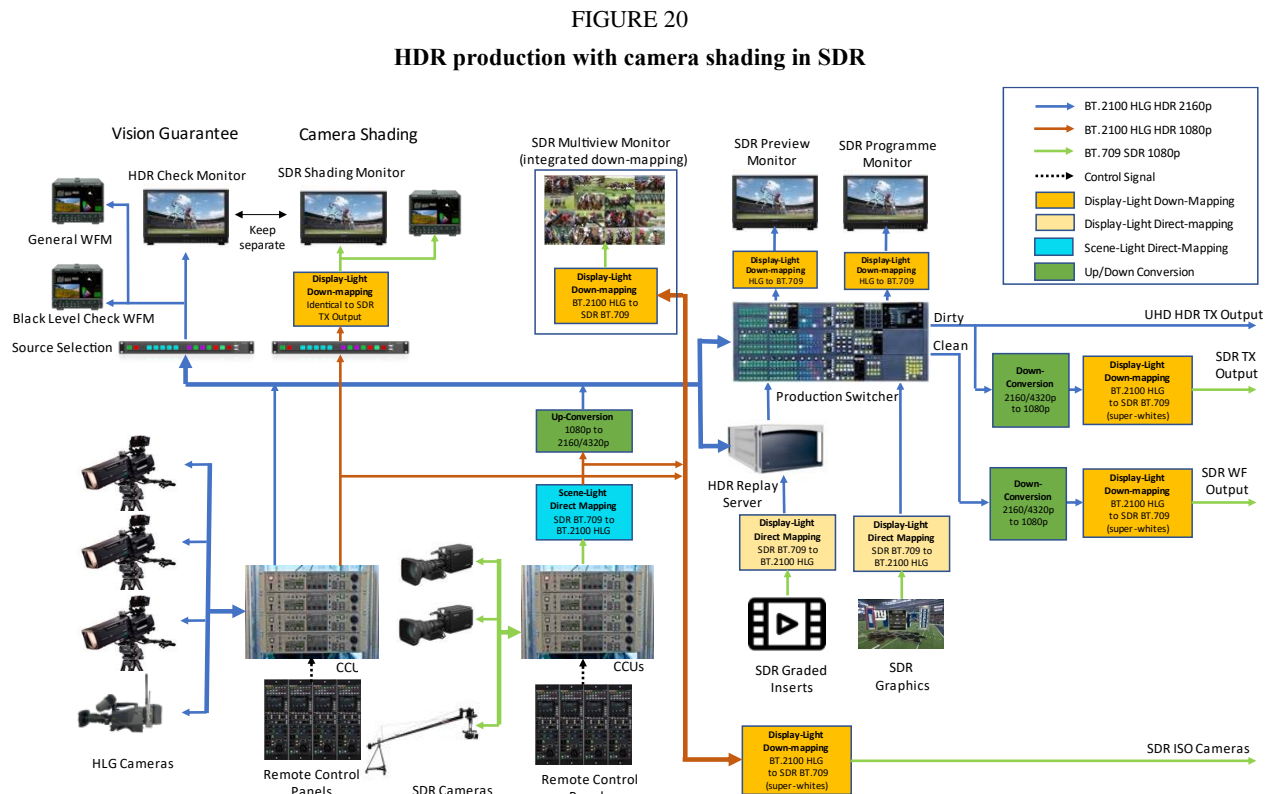 FIGURE 20
HDR production with camera shading in SDR
BT.2100 HLG HDR 2160p
BT.2100 HLG HDR 1080p
BT.709 SDR 1080p
Control Signal
Display-Light Down-Mapping
Display-Light Direct-mapping
Scene-Light Direct-Mapping
Up/Down Conversion
Vision Guarantee
Camera Shading
HDR Check Monitor
SDR Shading Monitor
Keep
separate
General WFM
Black Level Check WFM
Source Selection
Display-Light
Down-mapping
Identical to SDR
TX Output
SDR Multiview Monitor
(integrated down-mapping)
Display-Light
Down-mapping
BT.2100 HLG to
SDR BT.709
SDR Preview
Monitor
SDR Programme
Monitor
Display-Light
Down-mapping
HLG to BT.709
Display-Light
Down-mapping
HLG to BT.709
Dirty
Clean
Production Switcher
UHD HDR TX Output
SDR TX
Output
Down-
Conversion
2160/4320p
to 1080p
Display-Light
Down-mapping
BT.2100 HLG
to SDR BT.709
(super-whites)
SDR WF
Output
Down-
Conversion
2160/4320p
to 1080p
Display-Light
Down-mapping
BT.2100 HLG
to SDR BT.709
(super-whites)
Up-Conversion
1080p to
2160/4320p
Scene-Light
Direct Mapping
SDR BT.709 to
BT.2100 HLG
HDR Replay
Server
Display-Light
Direct Mapping
SDR BT.709 to
BT.2100 HLG
Display-Light
Direct Mapping
SDR BT.709 to
BT.2100 HLG
SDR Graded
Inserts
SDR
Graphics
CCU
CCUs
HLG Cameras
Remote Control
Panels
SDR Cameras
Remote Control
Display-Light
Down-mapping
BT.2100 HLG
to SDR BT.709
(super-whites)
SDR ISO Cameras